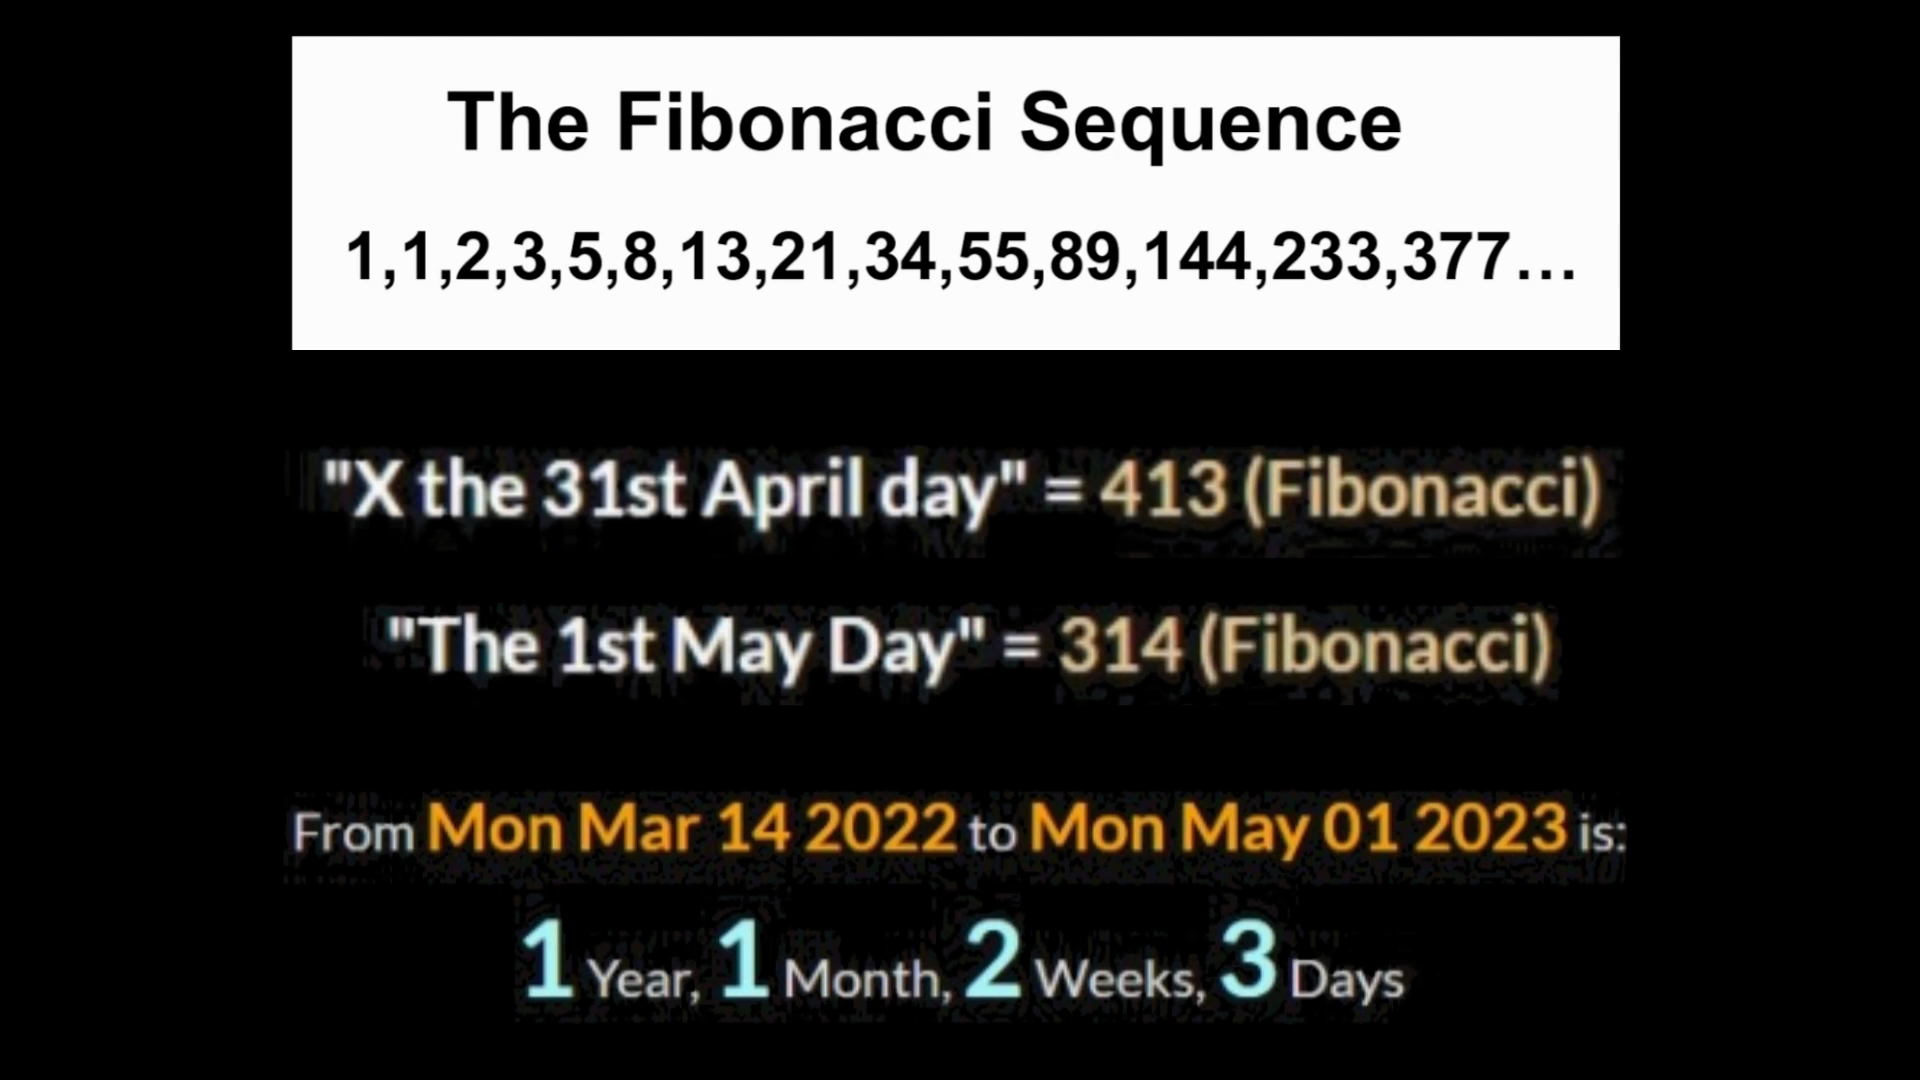 The Fibonacci Sequence
1,1,2,3,5,8,13,21,34,55,89,144,233,377...
"X the 31st April day" = 413 (Fibonacci)
"The 1st May Day" = 314 (Fibonacci)
From Mon Mar 14 2022 to Mon May 01 2023 is:
1 Year, 1 Month, 2 Weeks, 3 Days